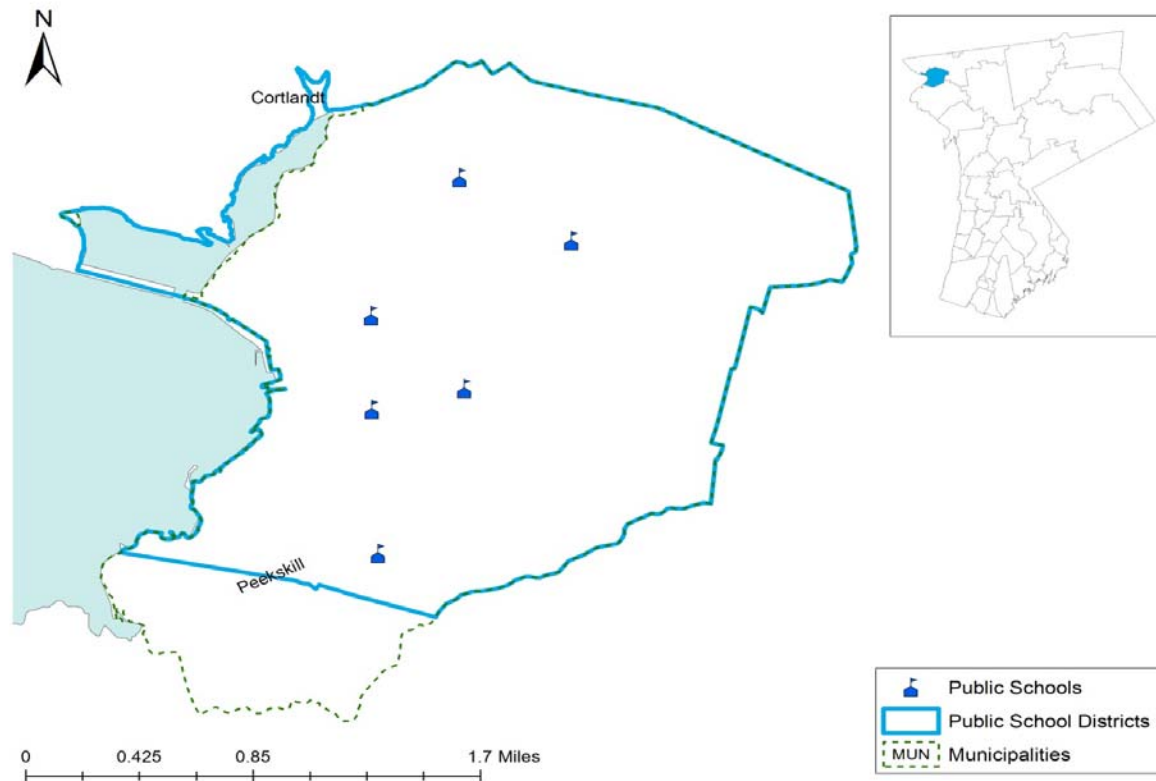 N
Cortlandt
Peekskill
Public Schools
Public School Districts
MUN Municipalities
0 0.425 0.85 1.7 Miles